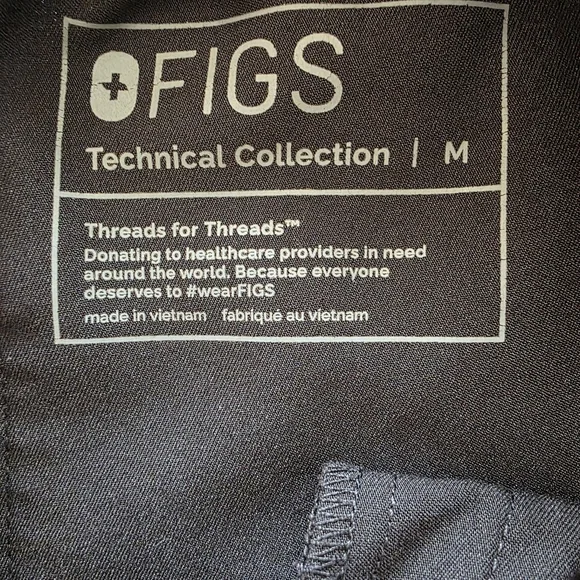 FIGS
Technical Collection | M
Threads for Threads™
Donating to healthcare providers in need
around the world. Because everyone
deserves to #wearFIGS
made in vietnam fabriqué au vietnam